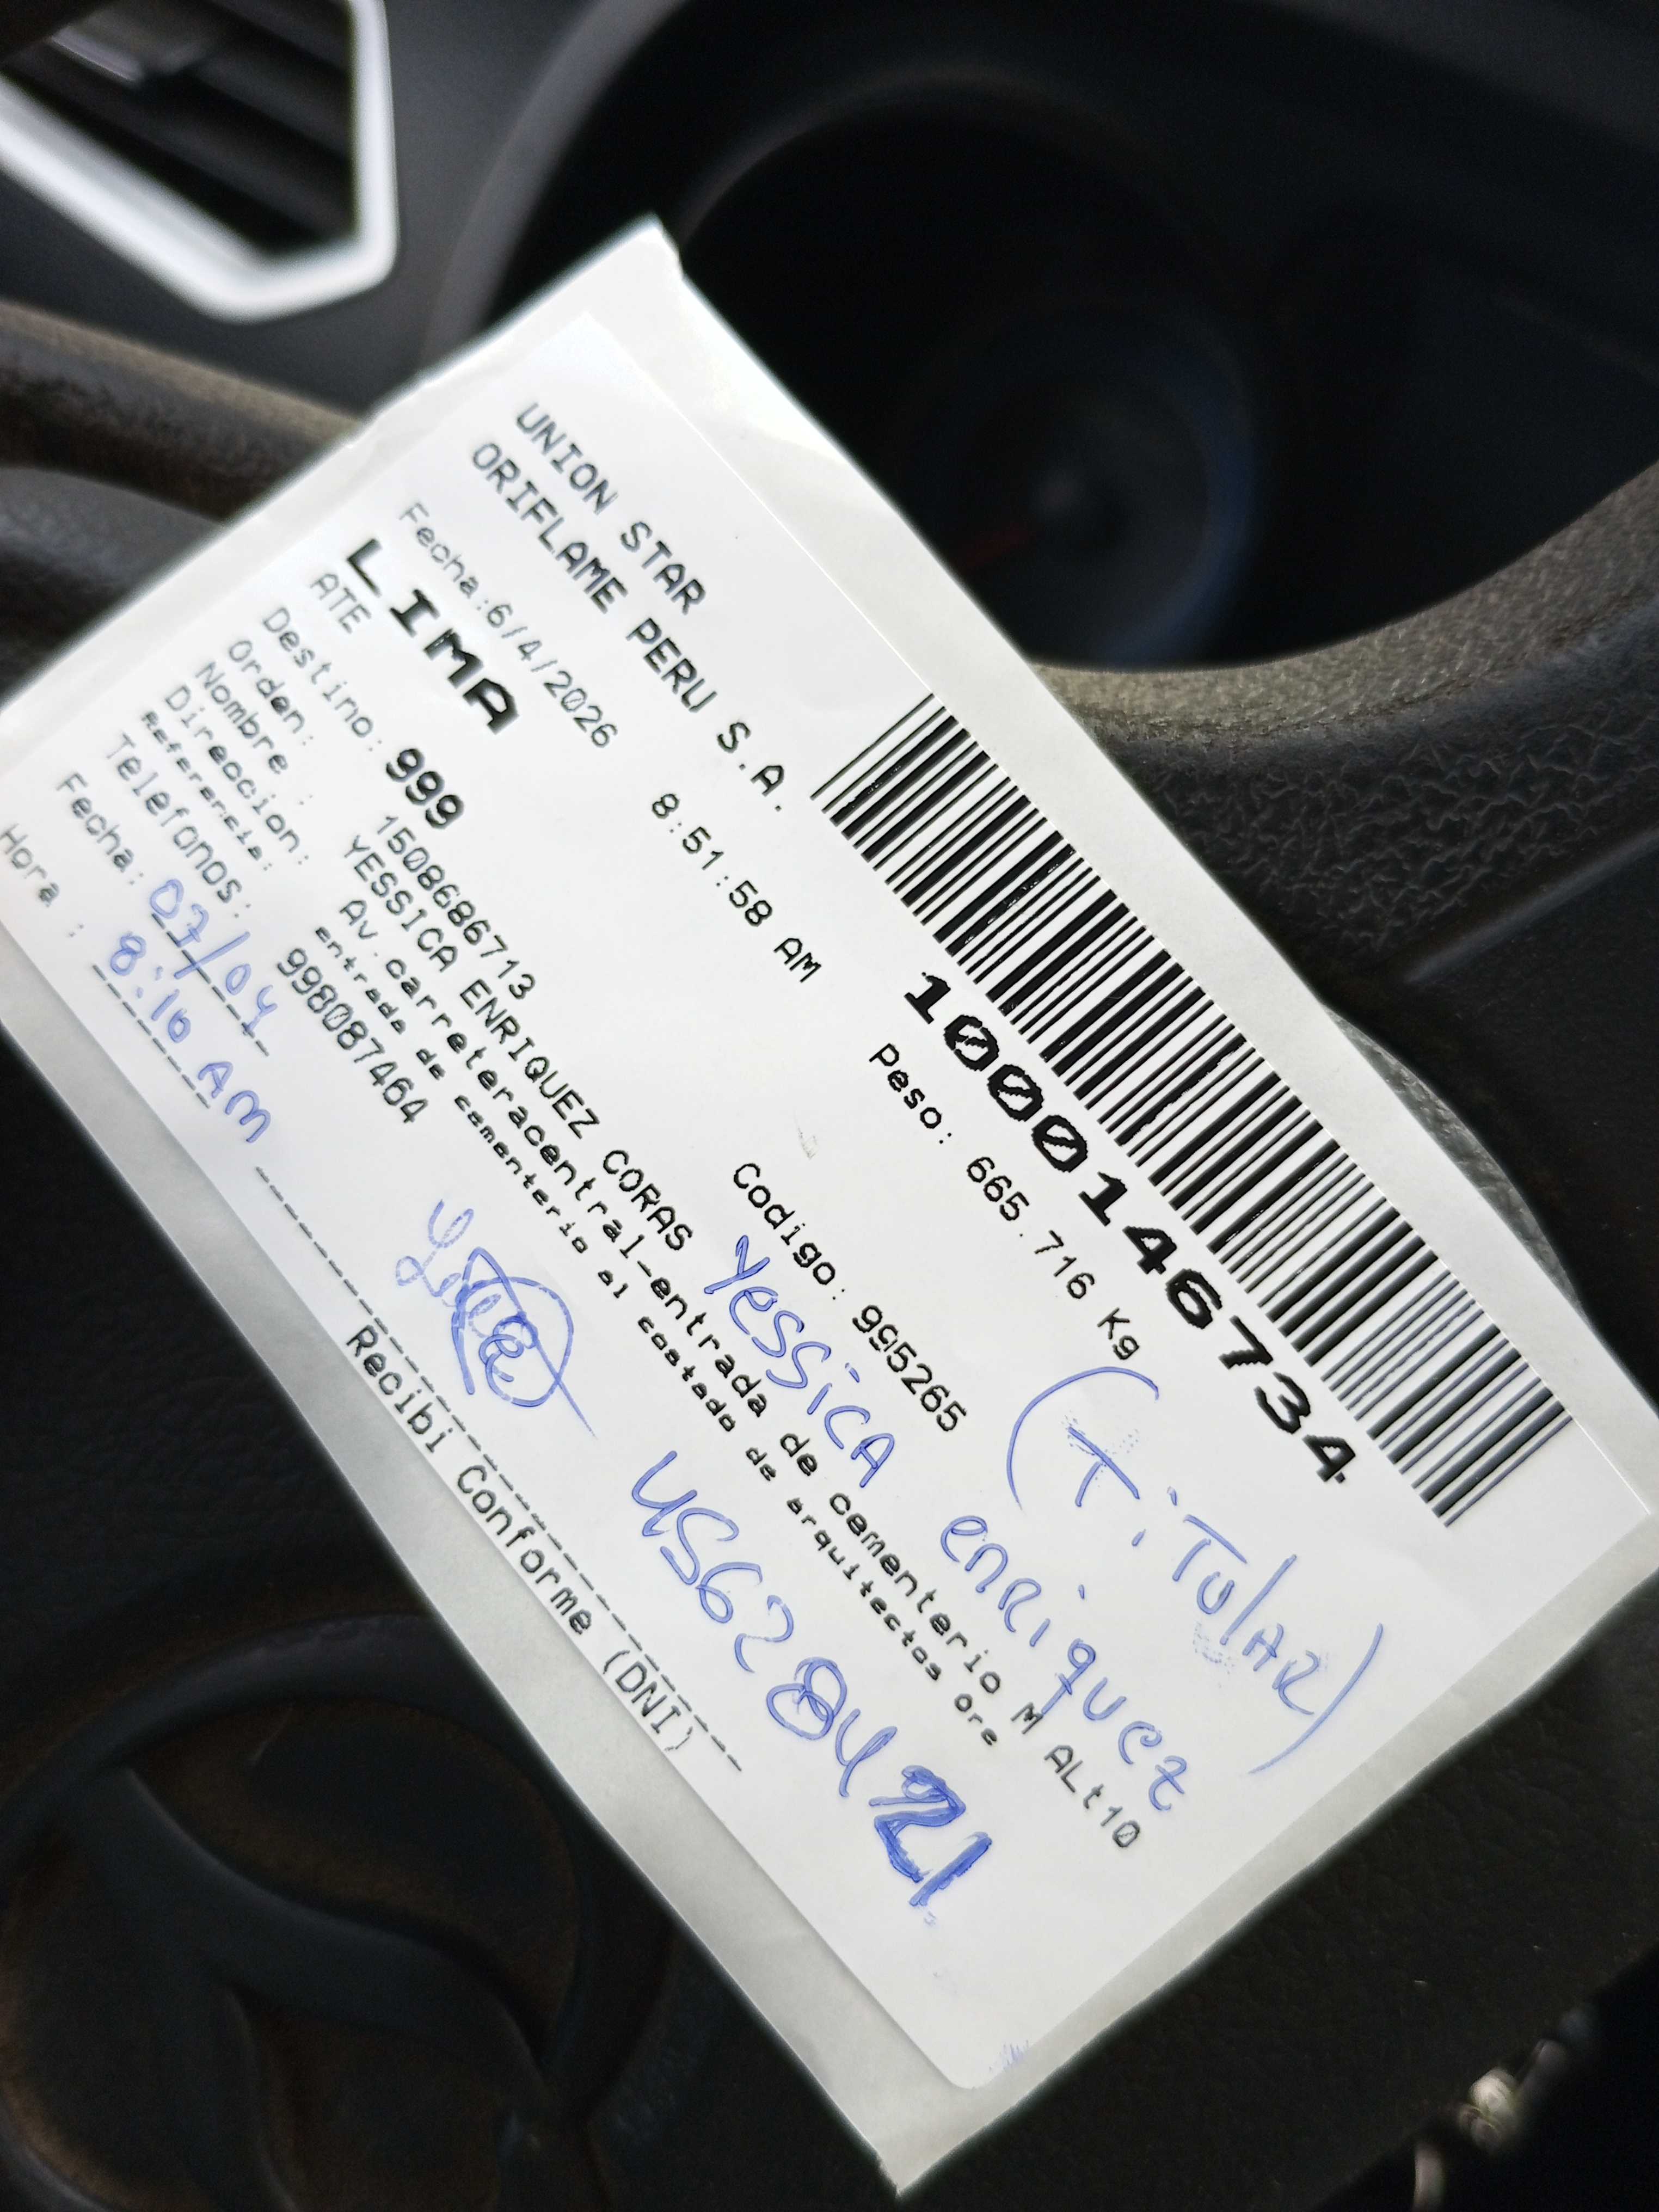 UNION STAR
ORIFLAME PERU S.A.
1000146734
Fecha:6/4/2026 8:51:58 AM Peso: 665.716 Kg
LIMA
(TiTulAR)
ATE
Destino: 999 Codigo: 995265
Orden: 1508686713
Nombre : YESSICA ENRIQUEZ CORAS
Yessica enRiquez
Direccion: Av.carreteracentral-entrada de cementerio M ALt10
Referencia: entrada de cementerio al costado de arquitectos Ore
Telefonos: 998087464
Fecha: 07/04
45628421
Hora : 8:16 AM
Recibi Conforme (DNI)